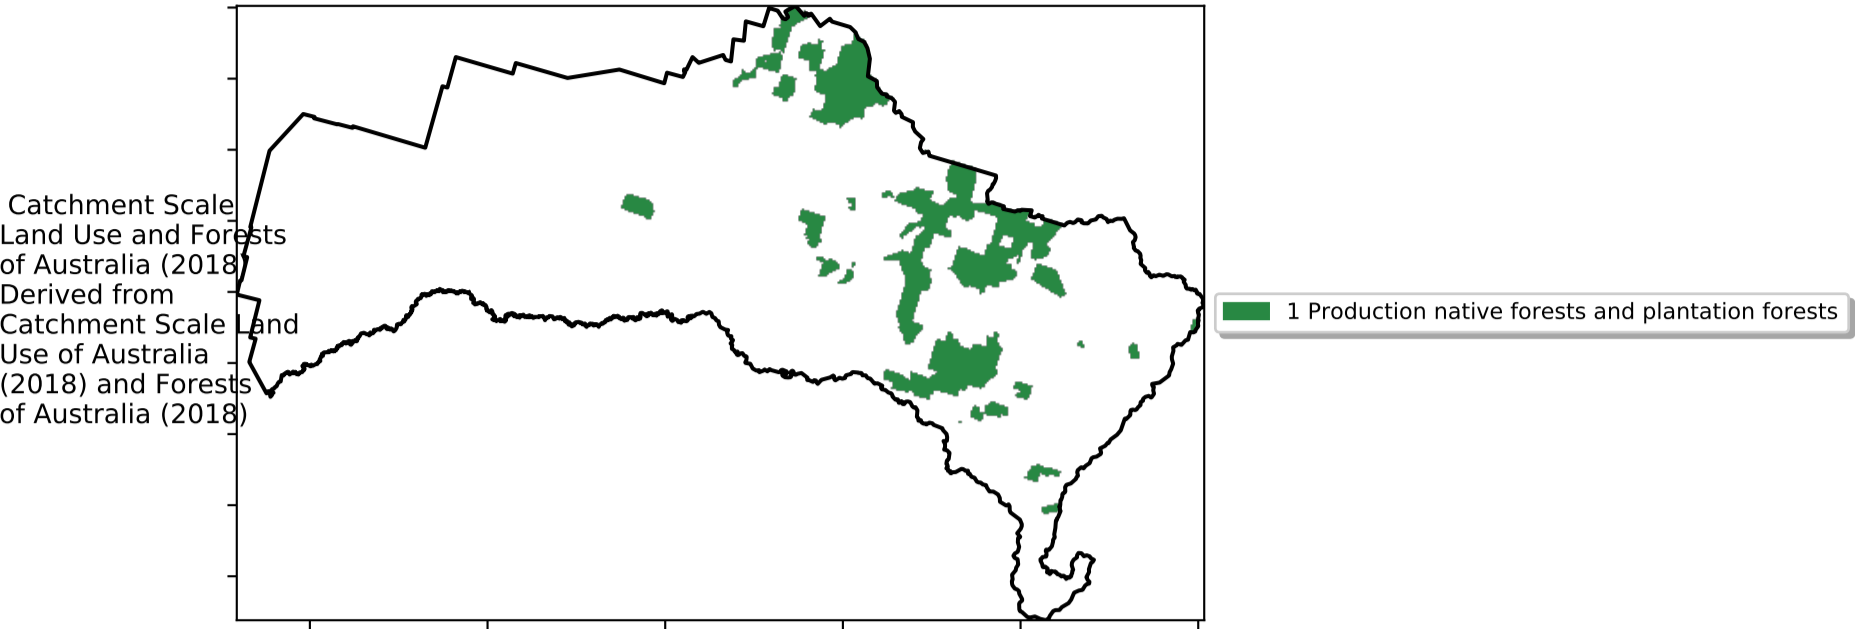 Catchment Scale
Land Use and Forests
of Australia (2018)
Derived from
Catchment Scale Land
Use of Australia
(2018) and Forests
of Australia (2018)
1 Production native forests and plantation forests